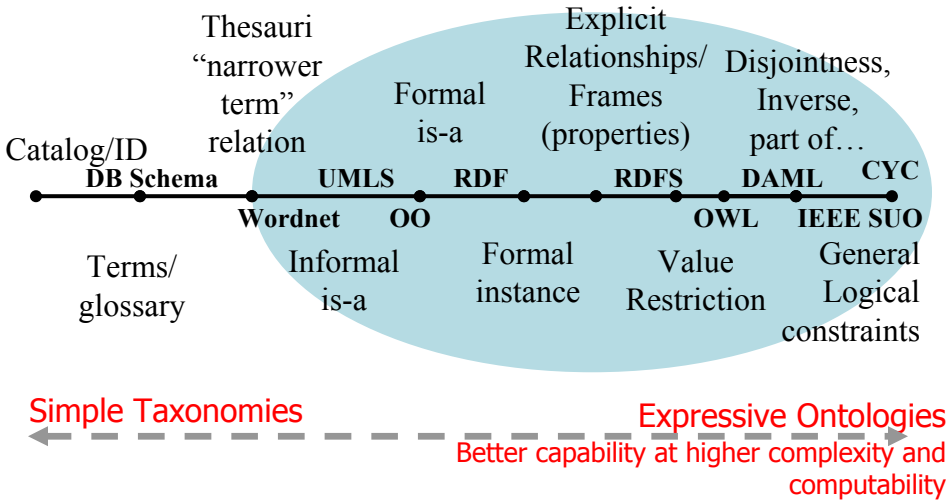 Catalog/ID
Thesauri
“narrower
term”
relation
Formal
is-a
Explicit
Relationships/
Frames
(properties)
Disjointness,
Inverse,
part of…
DB Schema
UMLS
RDF
RDFS
DAML
CYC
Wordnet
OO
OWL
IEEE SUO
Terms/
glossary
Informal
is-a
Formal
instance
Value
Restriction
General
Logical
constraints
Simple Taxonomies
Expressive Ontologies
Better capability at higher complexity and
computability